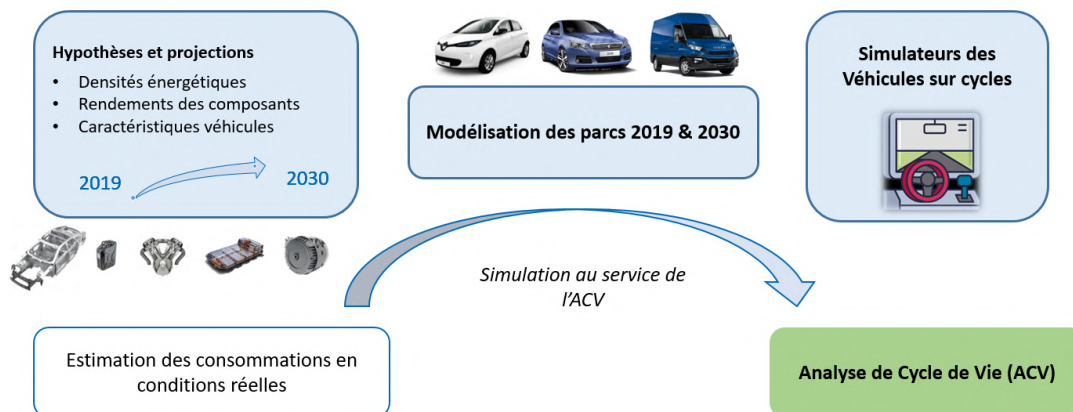 Hypothèses et projections
• Densités énergétiques
• Rendements des composants
• Caractéristiques véhicules
2019
2030
Modélisation des parcs 2019 & 2030
Simulateurs des
Véhicules sur cycles
Simulation au service de
l'ACV
Estimation des consommations en
conditions réelles
Analyse de Cycle de Vie (ACV)